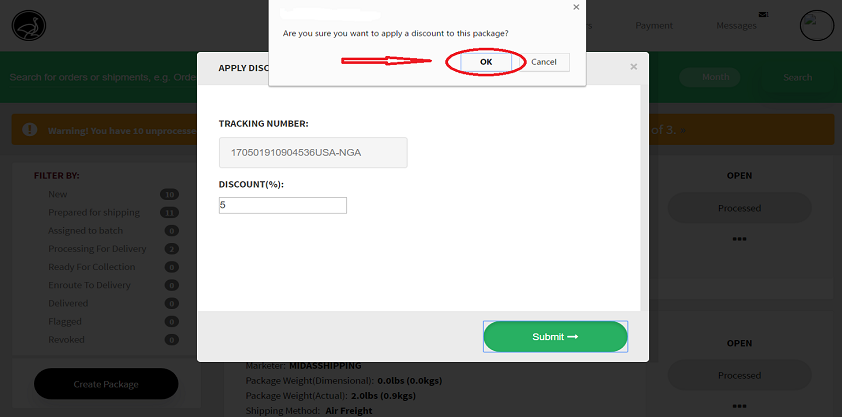 ×
Are you sure you want to apply a discount to this package?
OK Cancel
s Payment Messages
APPLY DISC ×
Search for orders or shipments, e.g. Orde Month Search
Warning! You have 10 unprocesse of 3.
TRACKING NUMBER:
170501910904536USA-NGA
DISCOUNT(%):
5
Submit →
FILTER BY:
New 10
Prepared for shipping 11
Assigned to batch 0
Processing For Delivery 2
Ready For Collection 0
Enroute To Delivery 0
Delivered 0
Flagged 0
Revoked 0
Create Package
OPEN
Processed
•••
OPEN
Processed
•••
Marketer: MIDASSHIPPING
Package Weight(Dimensional): 0.0lbs (0.0kgs)
Package Weight(Actual): 2.0lbs (0.9kgs)
Shipping Method: Air Freight